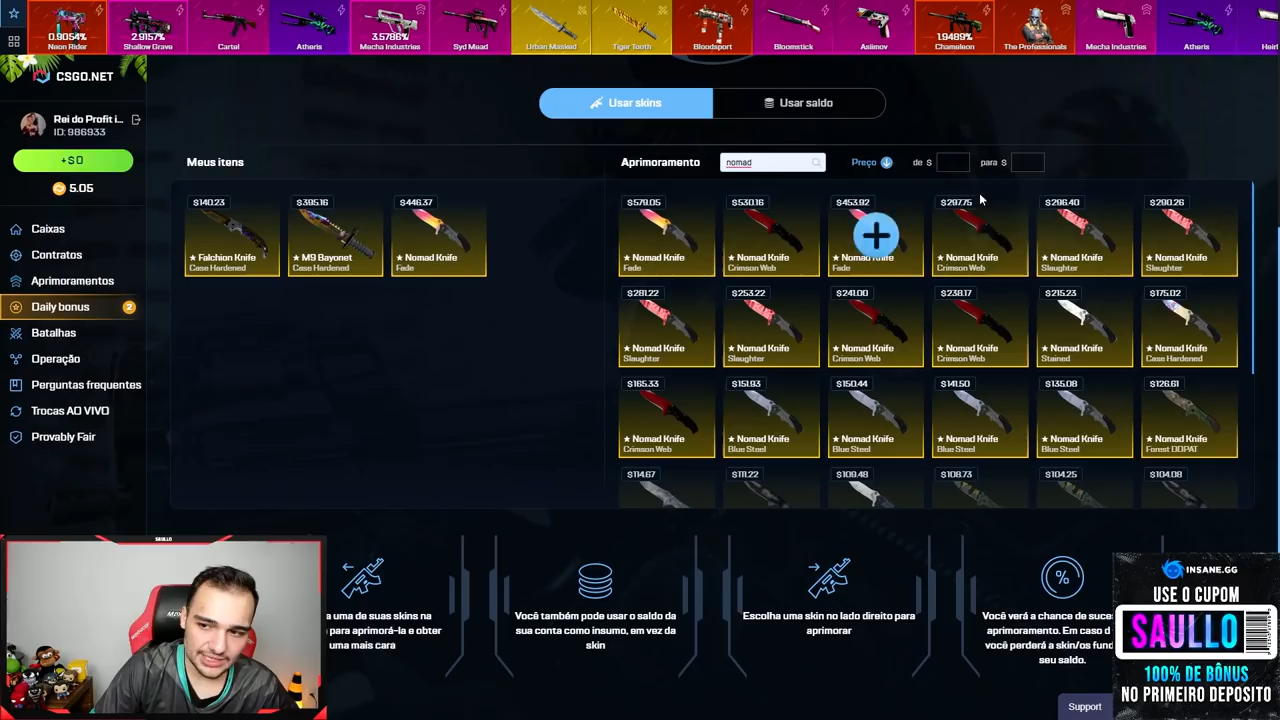 0.9054%
Neon Rider
2.9157%
Shallow Grave
Cartel
Atheris
3.5786%
Mecha Industries
Syd Mead
Urban Masked
Tiger Tooth
Bloodsport
Bloomstick
Asiimov
1.9489%
Chameleon
The Professionals
Mecha Industries
Atheris
CSGO.NET
Rei do Profit i...
ID: 986933
+$0
5.05
Caixas
Contratos
Aprimoramentos
Daily bonus
2
Batalhas
Operação
Perguntas frequentes
Trocas AO VIVO
Provably Fair
Usar skins
Usar saldo
Meus itens
Aprimoramento
nomad
Preço
de $
para $
$140.23
★ Falchion Knife
Case Hardened
$395.16
★ M9 Bayonet
Case Hardened
$446.37
★ Nomad Knife
Fade
$579.05
★ Nomad Knife
Fade
$530.16
★ Nomad Knife
Crimson Web
$453.92
★ Nomad Knife
Fade
$297.75
★ Nomad Knife
Crimson Web
$296.40
★ Nomad Knife
Slaughter
$290.26
★ Nomad Knife
Slaughter
$281.22
★ Nomad Knife
Slaughter
$253.22
★ Nomad Knife
Slaughter
$241.00
★ Nomad Knife
Crimson Web
$238.17
★ Nomad Knife
Crimson Web
$215.23
★ Nomad Knife
Stained
$175.02
★ Nomad Knife
Case Hardened
$165.33
★ Nomad Knife
Crimson Web
$151.93
★ Nomad Knife
Blue Steel
$150.44
★ Nomad Knife
Blue Steel
$141.50
★ Nomad Knife
Blue Steel
$135.08
★ Nomad Knife
Blue Steel
$126.61
★ Nomad Knife
Forest DDPAT
$114.67
$111.22
$109.48
$108.73
$104.25
$104.08
a uma de suas skins na
para aprimorá-la e obter
uma mais cara
Você também pode usar o saldo da
sua conta como insumo, em vez da
skin
Escolha uma skin no lado direito para
aprimorar
%
Você verá a chance de suce
aprimoramento. Em caso d
você perderá a skin/os fund
seu saldo.
Support
SAULLO
INSANE.GG
USE O CUPOM
SAULLO
100% DE BÔNUS
NO PRIMEIRO DEPOSITO